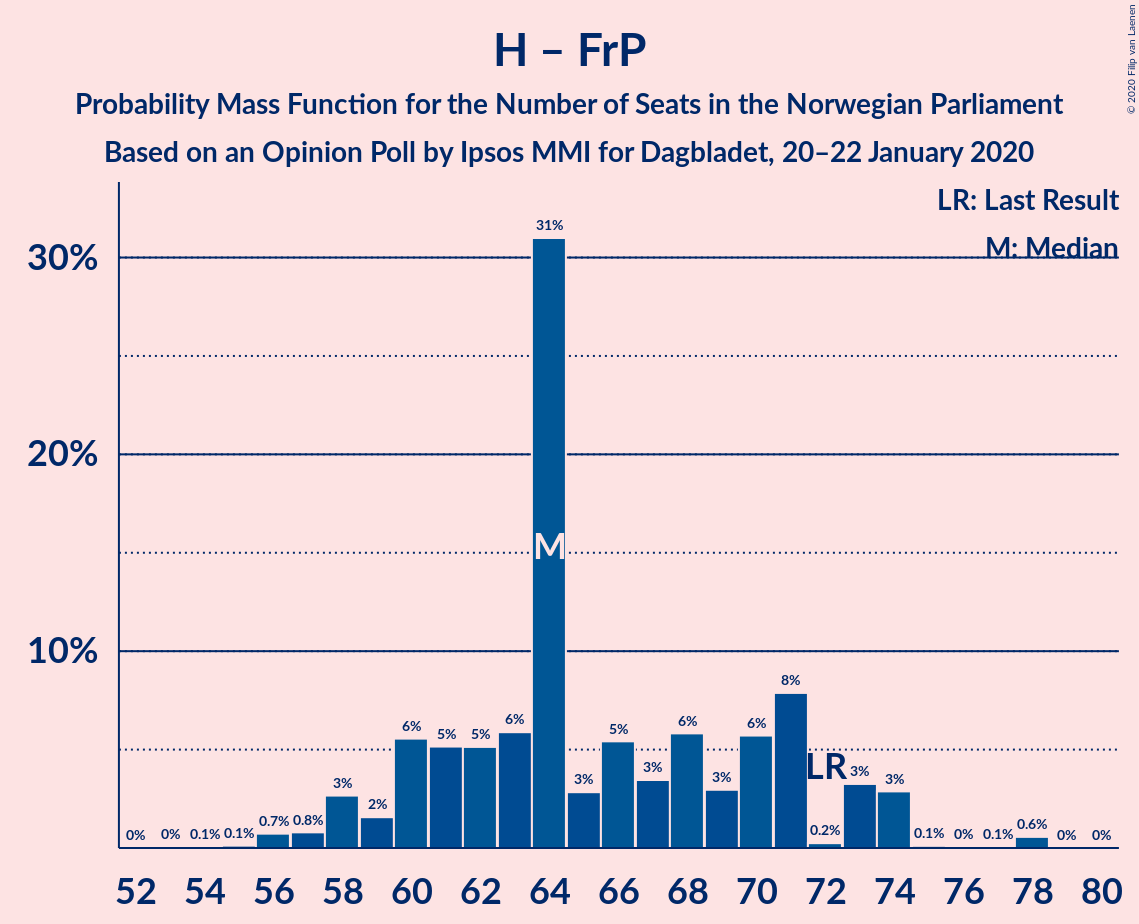 H – FrP
Probability Mass Function for the Number of Seats in the Norwegian Parliament
Based on an Opinion Poll by Ipsos MMI for Dagbladet, 20–22 January 2020
© 2020 Filip van Laenen
LR: Last Result
M: Median
30%
20%
10%
0% 0% 0.1% 0.1% 0.7% 0.8% 3% 2% 6% 5% 5% 6% 31% 3% 5% 3% 6% 3% 6% 8% 0.2% 3% 3% 0.1% 0% 0.1% 0.6% 0% 0%
M
LR
52 54 56 58 60 62 64 66 68 70 72 74 76 78 80